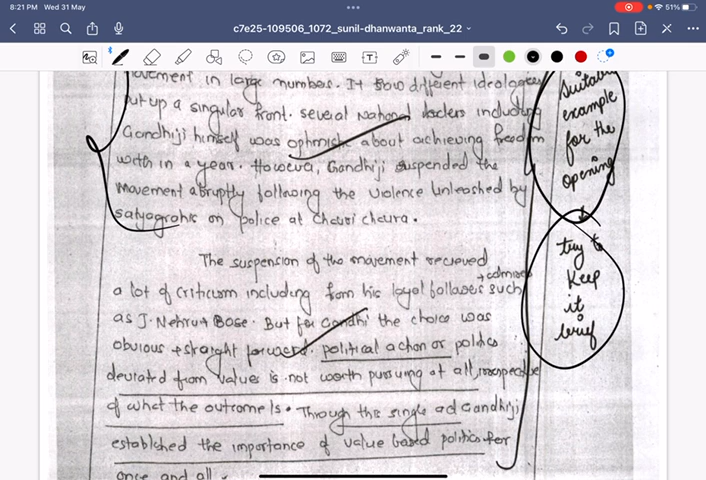 8:21 PM Wed 31 May
51%
c7e25-109506_1072_sunil-dhanwanta_rank_22
movement in large numbers. It saw different ideologies
put up a singular front. several National leaders including
Gandhiji himself was optimistic about achieving freedom
with in a year. However, Gandhiji suspended the
movement abruptly following the violence unleashed by
satyagrahis on police at Chauri chaura.
The suspension of the movement recieved
a lot of criticism including from his loyal followers + admirers such
as J. Nehru + Bose. But for Gandhi the choice was
obvious + straight forward. political action or politics
deviated from values is not worth pursuing at all, irrespective
of what the outcome is. Through this single act Gandhiji
established the importance of value based politics for
once and all.
Suitable
example
for the
opening
try to
keep
it
brief